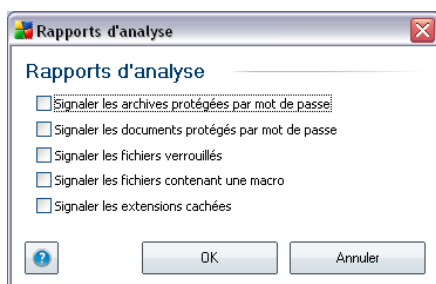 Rapports d'analyse
Rapports d'analyse
Signaler les archives protégées par mot de passe
Signaler les documents protégés par mot de passe
Signaler les fichiers verrouillés
Signaler les fichiers contenant une macro
Signaler les extensions cachées
?
OK
Annuler